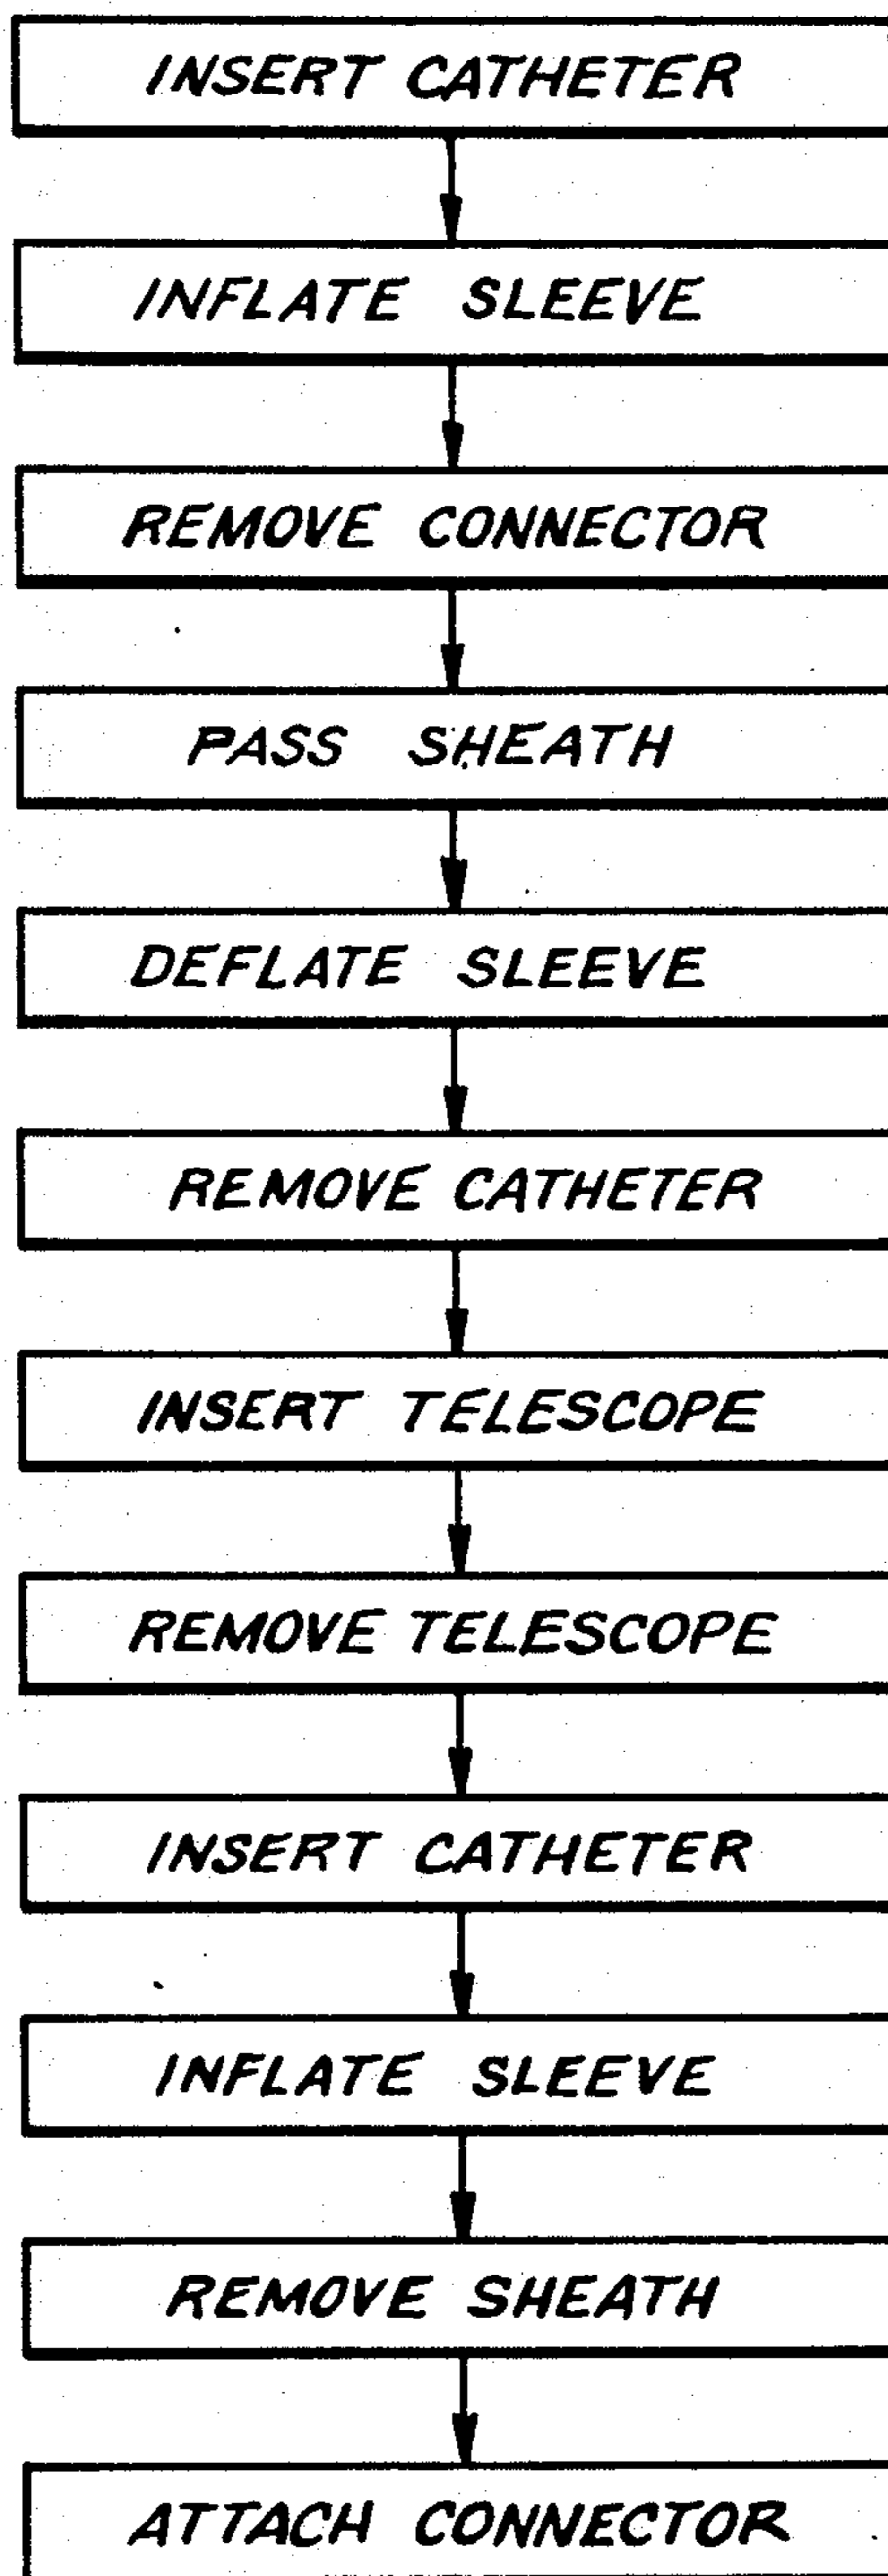 INSERT CATHETER
INFLATE SLEEVE
REMOVE CONNECTOR
PASS SHEATH
DEFLATE SLEEVE
REMOVE CATHETER
INSERT TELESCOPE
REMOVE TELESCOPE
INSERT CATHETER
INFLATE SLEEVE
REMOVE SHEATH
ATTACH CONNECTOR